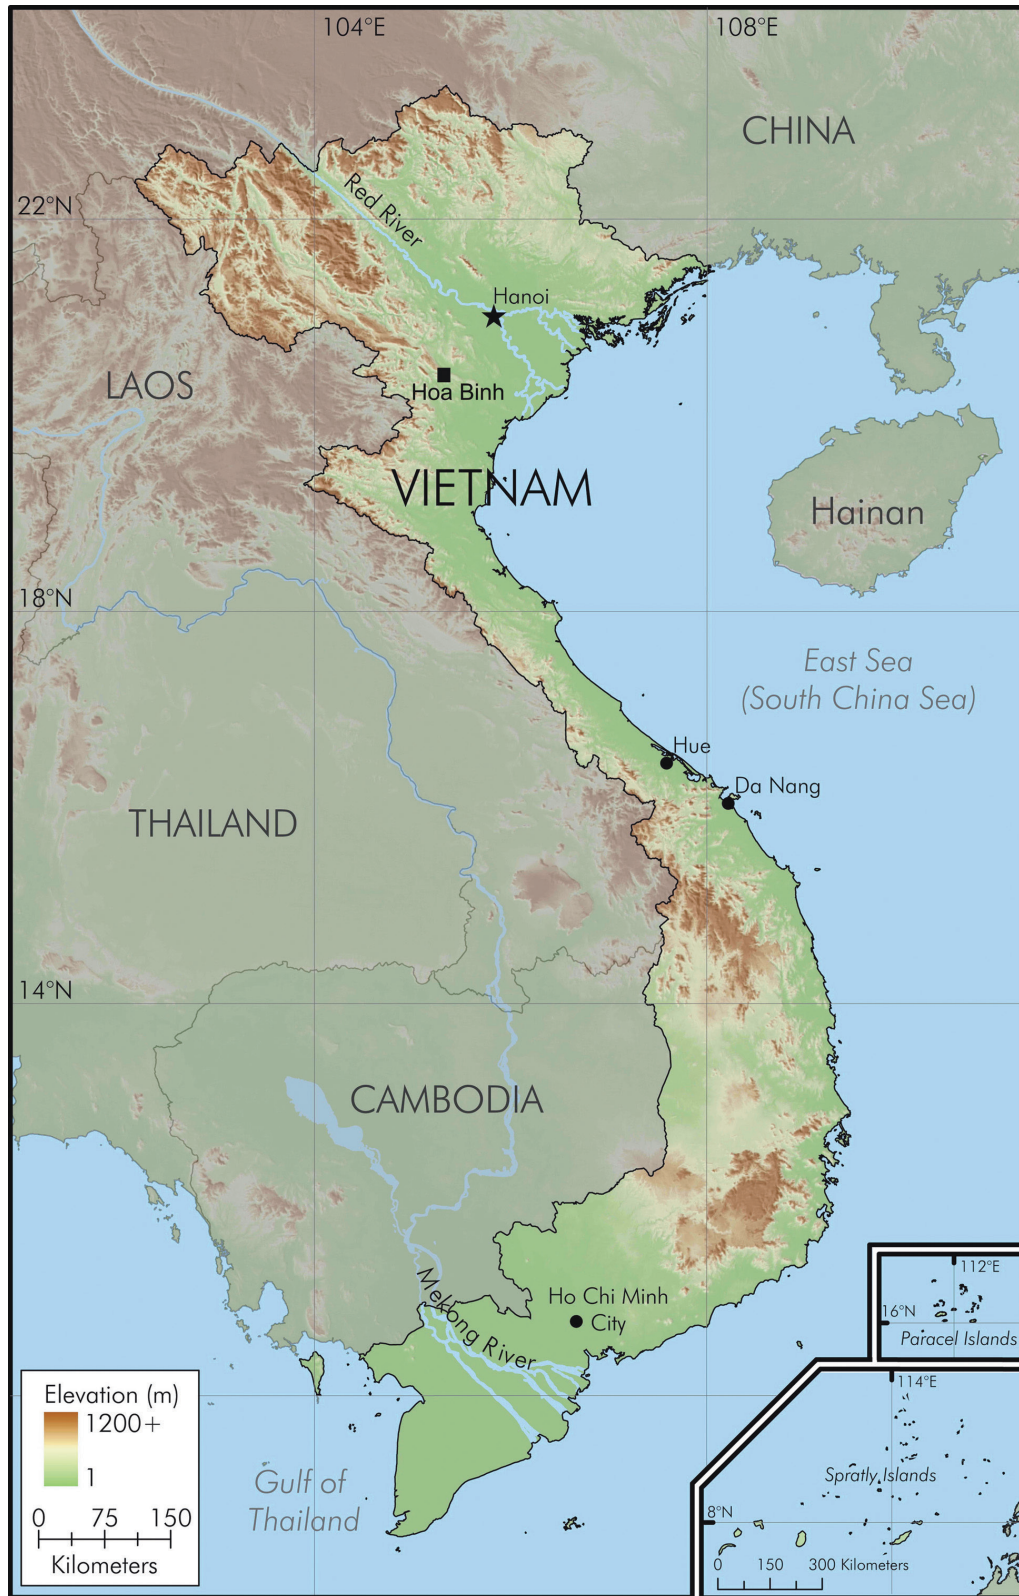 104°E
108°E
CHINA
22°N
Red River
Hanoi
LAOS
Hoa Binh
VIETNAM
Hainan
18°N
East Sea
(South China Sea)
Hue
Da Nang
THAILAND
14°N
CAMBODIA
Mekong River
Ho Chi Minh
City
112°E
16°N
Paracel Islands
114°E
Spratly Islands
8°N
0 150 300 Kilometers
Gulf of
Thailand
Elevation (m)
1200+
1
0 75 150
Kilometers